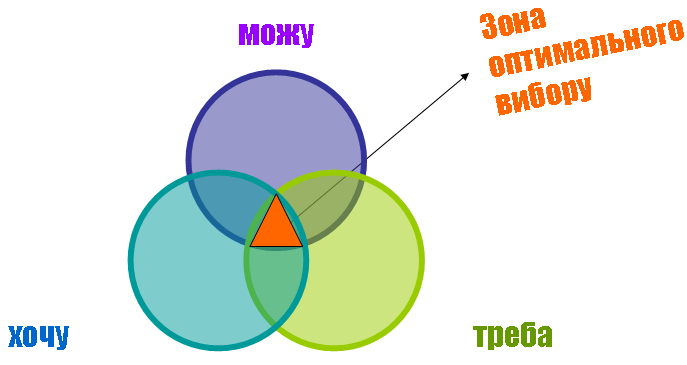 можу
Зона
оптимального
вибору
хочу
треба